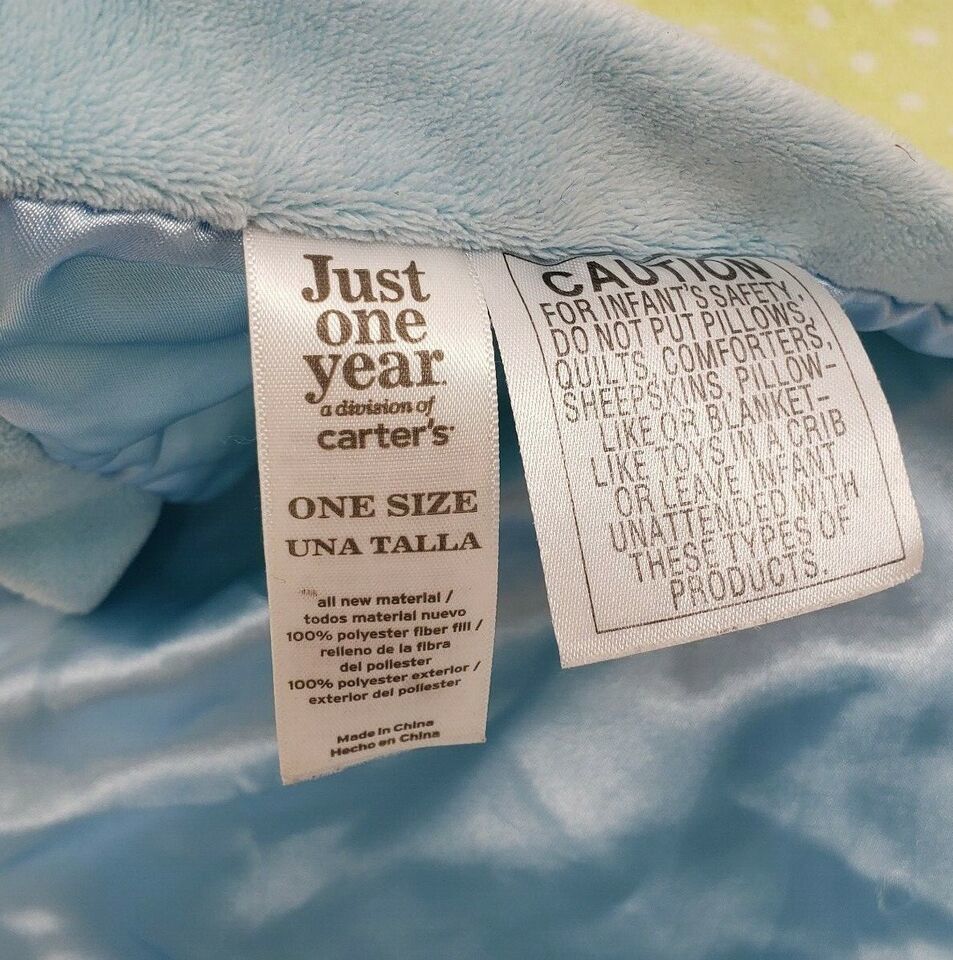 Just
one
year
a division of
carter's
ONE SIZE
UNA TALLA
all new material /
todos material nuevo
100% polyester fiber fill /
relleno de la fibra
del poliester
100% polyester exterior /
exterior del poliester
Made in China
Hecho en China
CAUTION
FOR INFANT'S SAFETY,
DO NOT PUT PILLOWS,
QUILTS, COMFORTERS,
SHEEPSKINS, PILLOW-
LIKE OR BLANKET-
LIKE TOYS IN A CRIB
OR LEAVE INFANT
UNATTENDED WITH
THESE TYPES OF
PRODUCTS.